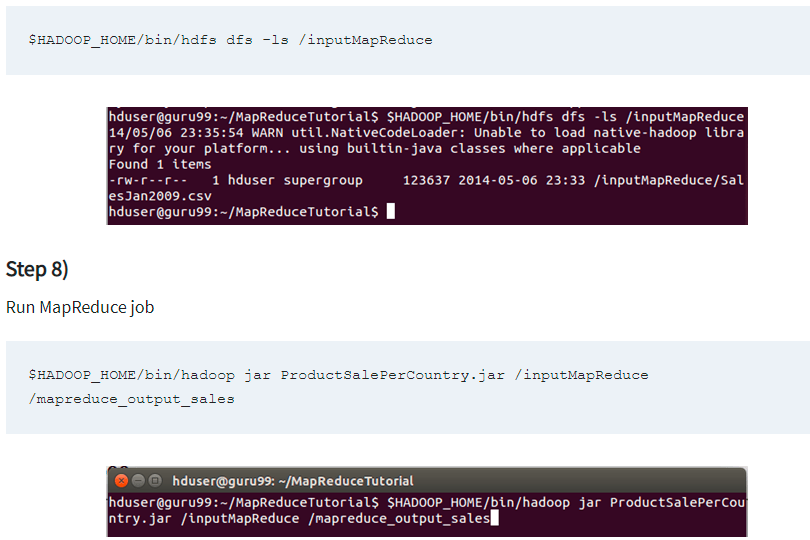 $HADOOP_HOME/bin/hdfs dfs -ls /inputMapReduce
hduser@guru99:~/MapReduceTutorial$ $HADOOP_HOME/bin/hdfs dfs -ls /inputMapReduce
14/05/06 23:35:54 WARN util.NativeCodeLoader: Unable to load native-hadoop libra
ry for your platform... using builtin-java classes where applicable
Found 1 items
-rw-r--r--   1 hduser supergroup     123637 2014-05-06 23:33 /inputMapReduce/Sal
esJan2009.csv
hduser@guru99:~/MapReduceTutorial$
Step 8)
Run MapReduce job
$HADOOP_HOME/bin/hadoop jar ProductSalePerCountry.jar /inputMapReduce
/mapreduce_output_sales
hduser@guru99: ~/MapReduceTutorial
hduser@guru99:~/MapReduceTutorial$ $HADOOP_HOME/bin/hadoop jar ProductSalePerCou
ntry.jar /inputMapReduce /mapreduce_output_sales